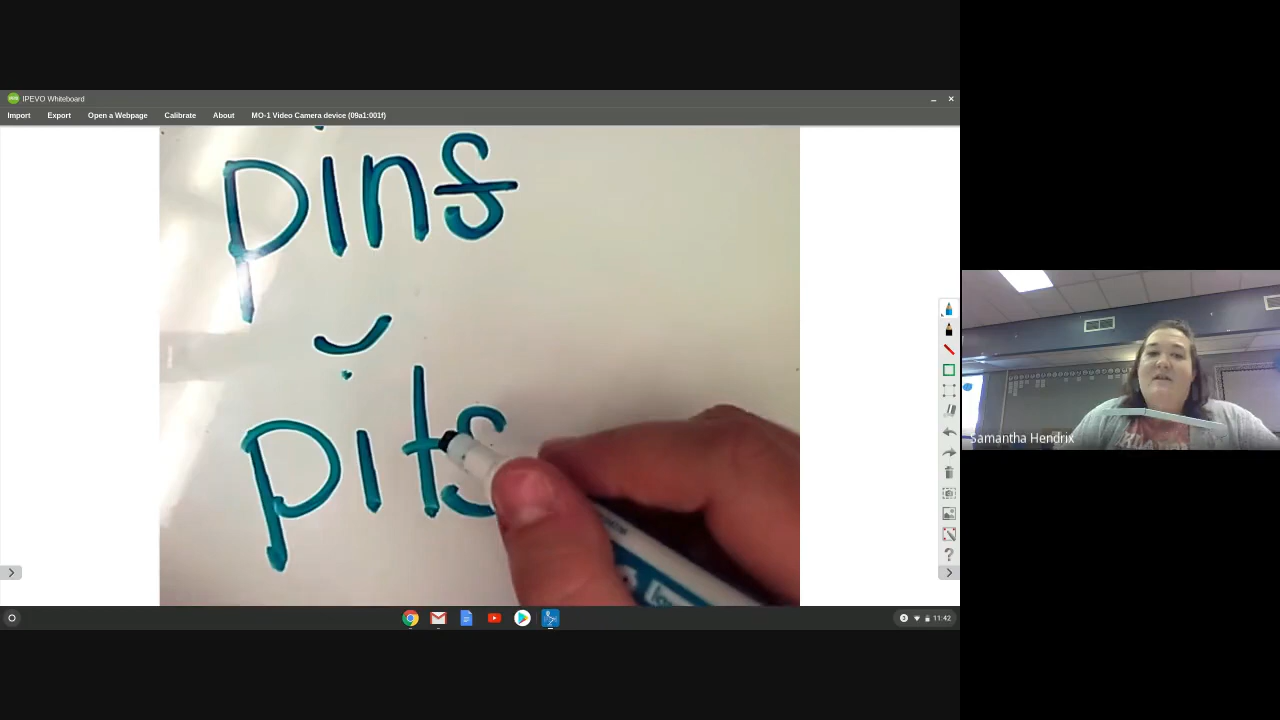 IPEVO Whiteboard
Import Export Open a Webpage Calibrate About MO-1 Video Camera device (09a1:001f)
pins
pits
Samantha Hendrix
?
3 11:42